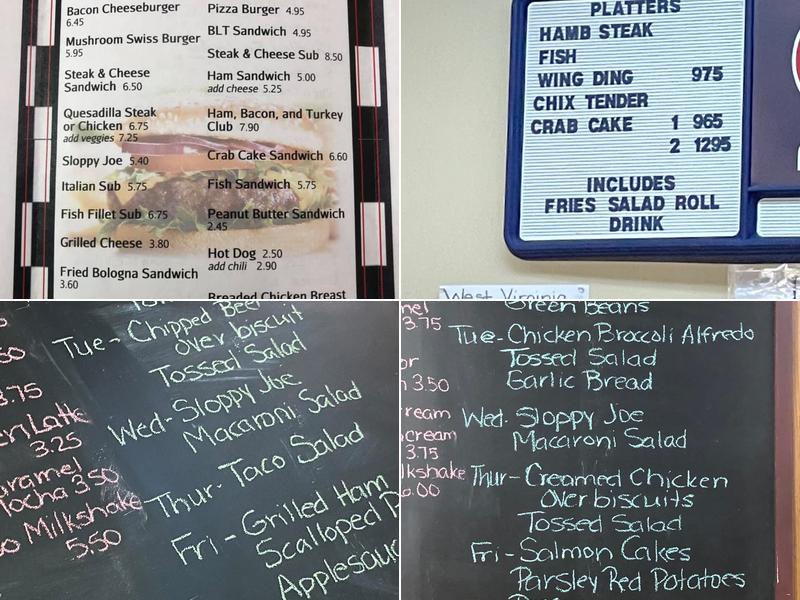 Bacon Cheeseburger
6.45
Mushroom Swiss Burger
5.95
Steak & Cheese
Sandwich 6.50
Quesadilla Steak
or Chicken 6.75
add veggies 7.25
Sloppy Joe 5.40
Italian Sub 5.75
Fish Fillet Sub 6.75
Grilled Cheese 3.80
Fried Bologna Sandwich
3.60
Pizza Burger 4.95
BLT Sandwich 4.95
Steak & Cheese Sub 8.50
Ham Sandwich 5.00
add cheese 5.25
Ham, Bacon, and Turkey
Club 7.90
Crab Cake Sandwich 6.60
Fish Sandwich 5.75
Peanut Butter Sandwich
2.45
Hot Dog 2.50
add chili 2.90
Breaded Chicken Breast
PLATTERS
HAMB STEAK
FISH
WING DING 975
CHIX TENDER
CRAB CAKE 1 965
2 1295
INCLUDES
FRIES SALAD ROLL
DRINK
West Virginia
3.75
3.25
3.50
Milkshake
5.50
Tue- Chipped Beef
over biscuit
Tossed Salad
Wed- Sloppy Joe
Macaroni Salad
Thur- Taco Salad
Fri - Grilled Ham
Scalloped
3.75
3.50
3.75
Green Beans
Tue- Chicken Broccoli Alfredo
Tossed Salad
Garlic Bread
Wed- Sloppy Joe
Macaroni Salad
Thur- Creamed Chicken
over biscuits
Tossed Salad
Fri - Salmon Cakes
Parsley Red Potatoes